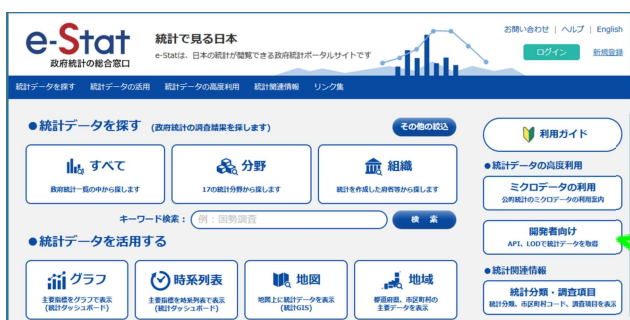 e-Stat
政府統計の総合窓口
統計で見る日本
e-Statは、日本の統計が閲覧できる政府統計ポータルサイトです
お問い合わせ | ヘルプ | English
ログイン
新規登録
統計データを探す 統計データの活用 統計データの高度利用 統計関連情報 リンク集
●統計データを探す (政府統計の調査結果を探します)
その他の絞込
すべて
政府統計一覧の中から探します
分野
17の統計分野から探します
組織
統計を作成した府省等から探します
キーワード検索: 例:国勢調査
検 索
●統計データを活用する
グラフ
主要指標をグラフで表示
(統計ダッシュボード)
時系列表
主要指標を時系列表で表示
(統計ダッシュボード)
地図
地図上に統計データを表示
(統計GIS)
地域
都道府県、市区町村の
主要データを表示
利用ガイド
●統計データの高度利用
ミクロデータの利用
公的統計のミクロデータの利用案内
開発者向け
API、LODで統計データを取得
●統計関連情報
統計分類・調査項目
統計分類、市区町村コード、調査項目を表示